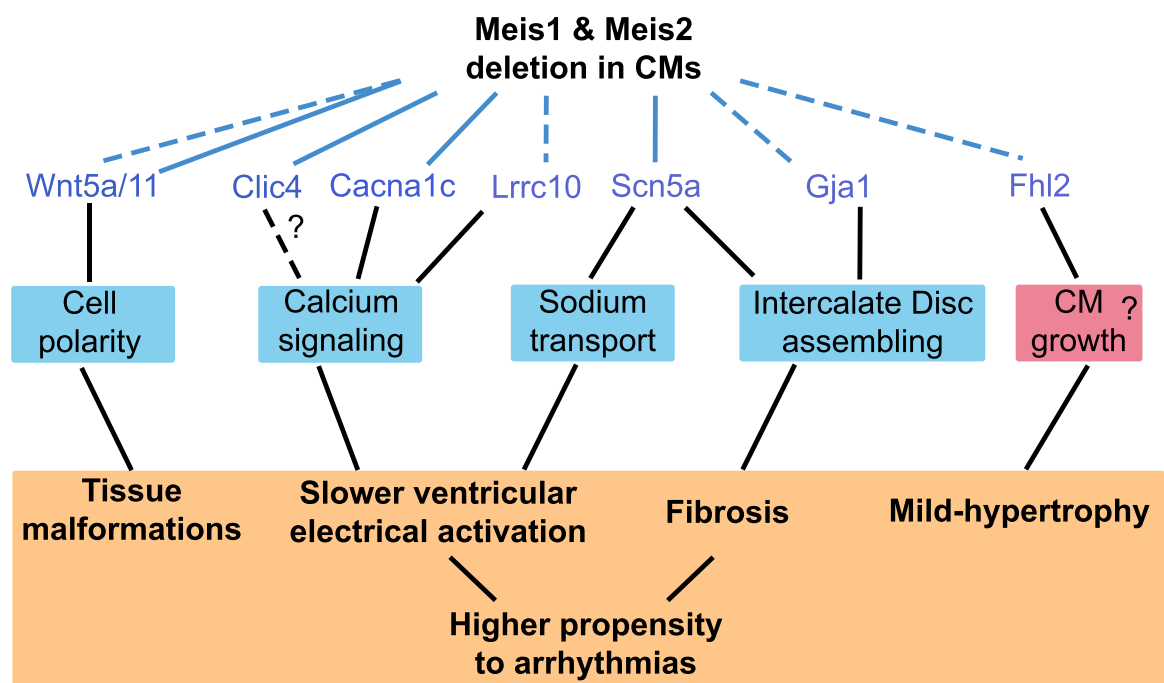 Meis1 & Meis2
deletion in CMs
Wnt5a/11 Clic4 Cacna1c Lrrc10 Scn5a Gja1 Fhl2
?
Cell
polarity
Calcium
signaling
Sodium
transport
Intercalate Disc
assembling
CM ?
growth
Tissue
malformations
Slower ventricular
electrical activation
Fibrosis
Mild-hypertrophy
Higher propensity
to arrhythmias